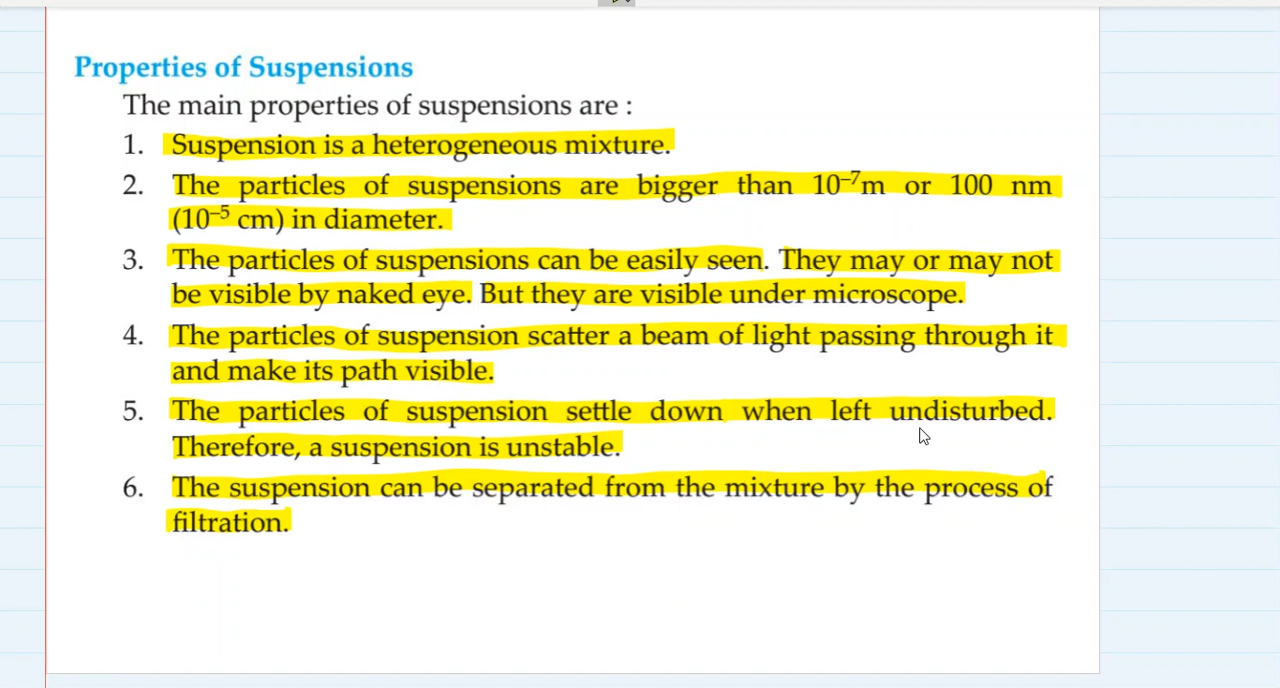 Properties of Suspensions
The main properties of suspensions are :
1. Suspension is a heterogeneous mixture.
2. The particles of suspensions are bigger than 10⁻⁷m or 100 nm
(10⁻⁵ cm) in diameter.
3. The particles of suspensions can be easily seen. They may or may not
be visible by naked eye. But they are visible under microscope.
4. The particles of suspension scatter a beam of light passing through it
and make its path visible.
5. The particles of suspension settle down when left undisturbed.
Therefore, a suspension is unstable.
6. The suspension can be separated from the mixture by the process of
filtration.